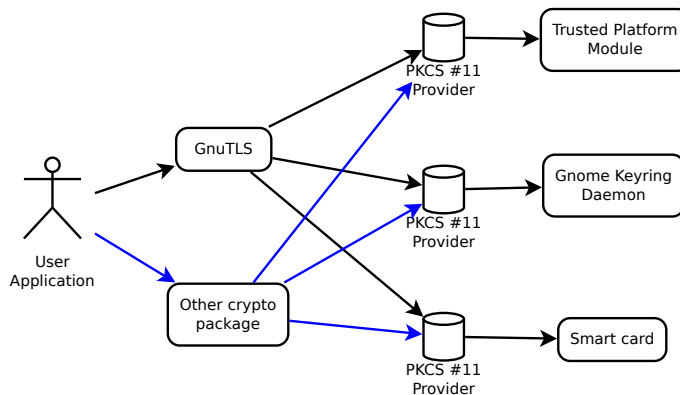 Trusted Platform
Module
PKCS #11
Provider
GnuTLS
Gnome Keyring
Daemon
PKCS #11
Provider
User
Application
Other crypto
package
Smart card
PKCS #11
Provider